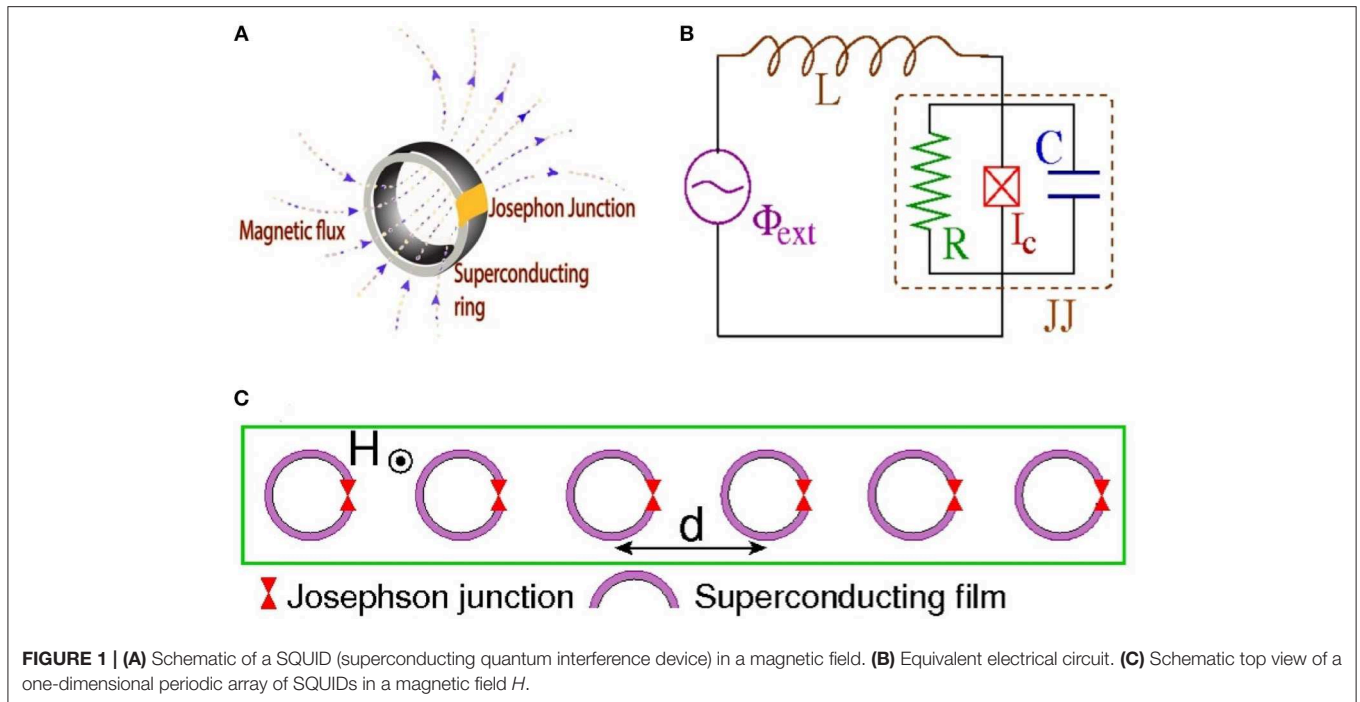 A
Magnetic flux
Josephon Junction
Superconducting
ring
B
L
Φext
R
Ic
C
JJ
C
H
d
Josephson junction
Superconducting film
FIGURE 1 | (A) Schematic of a SQUID (superconducting quantum interference device) in a magnetic field. (B) Equivalent electrical circuit. (C) Schematic top view of a
one-dimensional periodic array of SQUIDs in a magnetic field H.